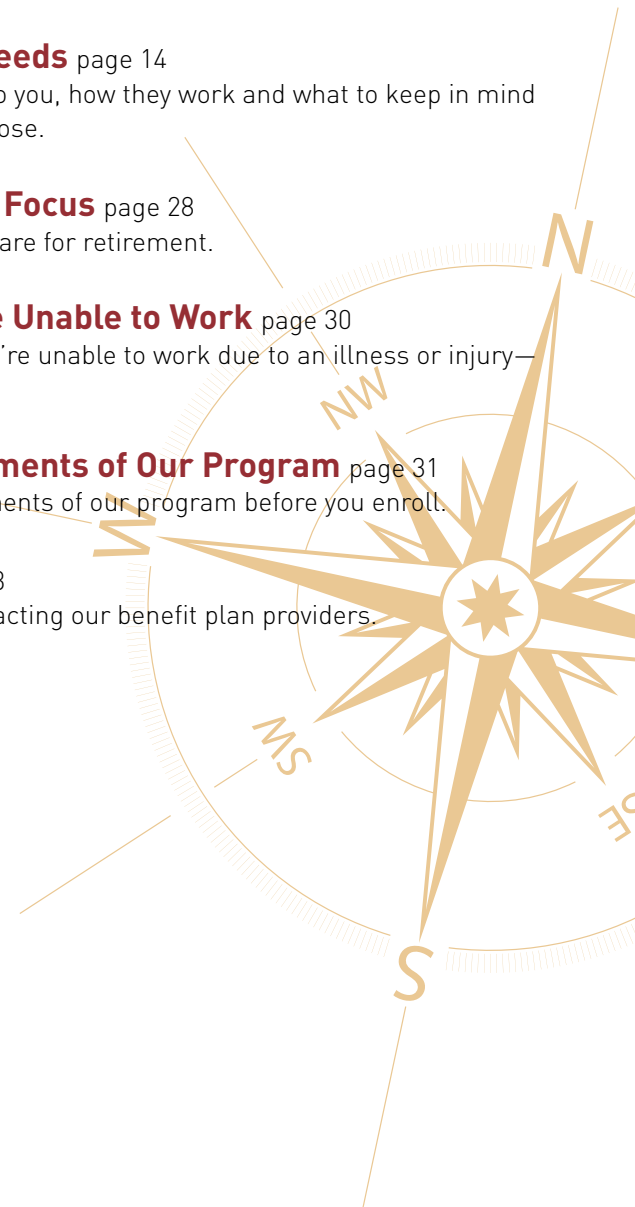 eeds page 14
o you, how they work and what to keep in mind
ose.
Focus page 28
are for retirement.
e Unable to Work page 30
're unable to work due to an illness or injury—
ments of Our Program page 31
ments of our program before you enroll.
3
acting our benefit plan providers.
N
NW
W
SW
SE
S